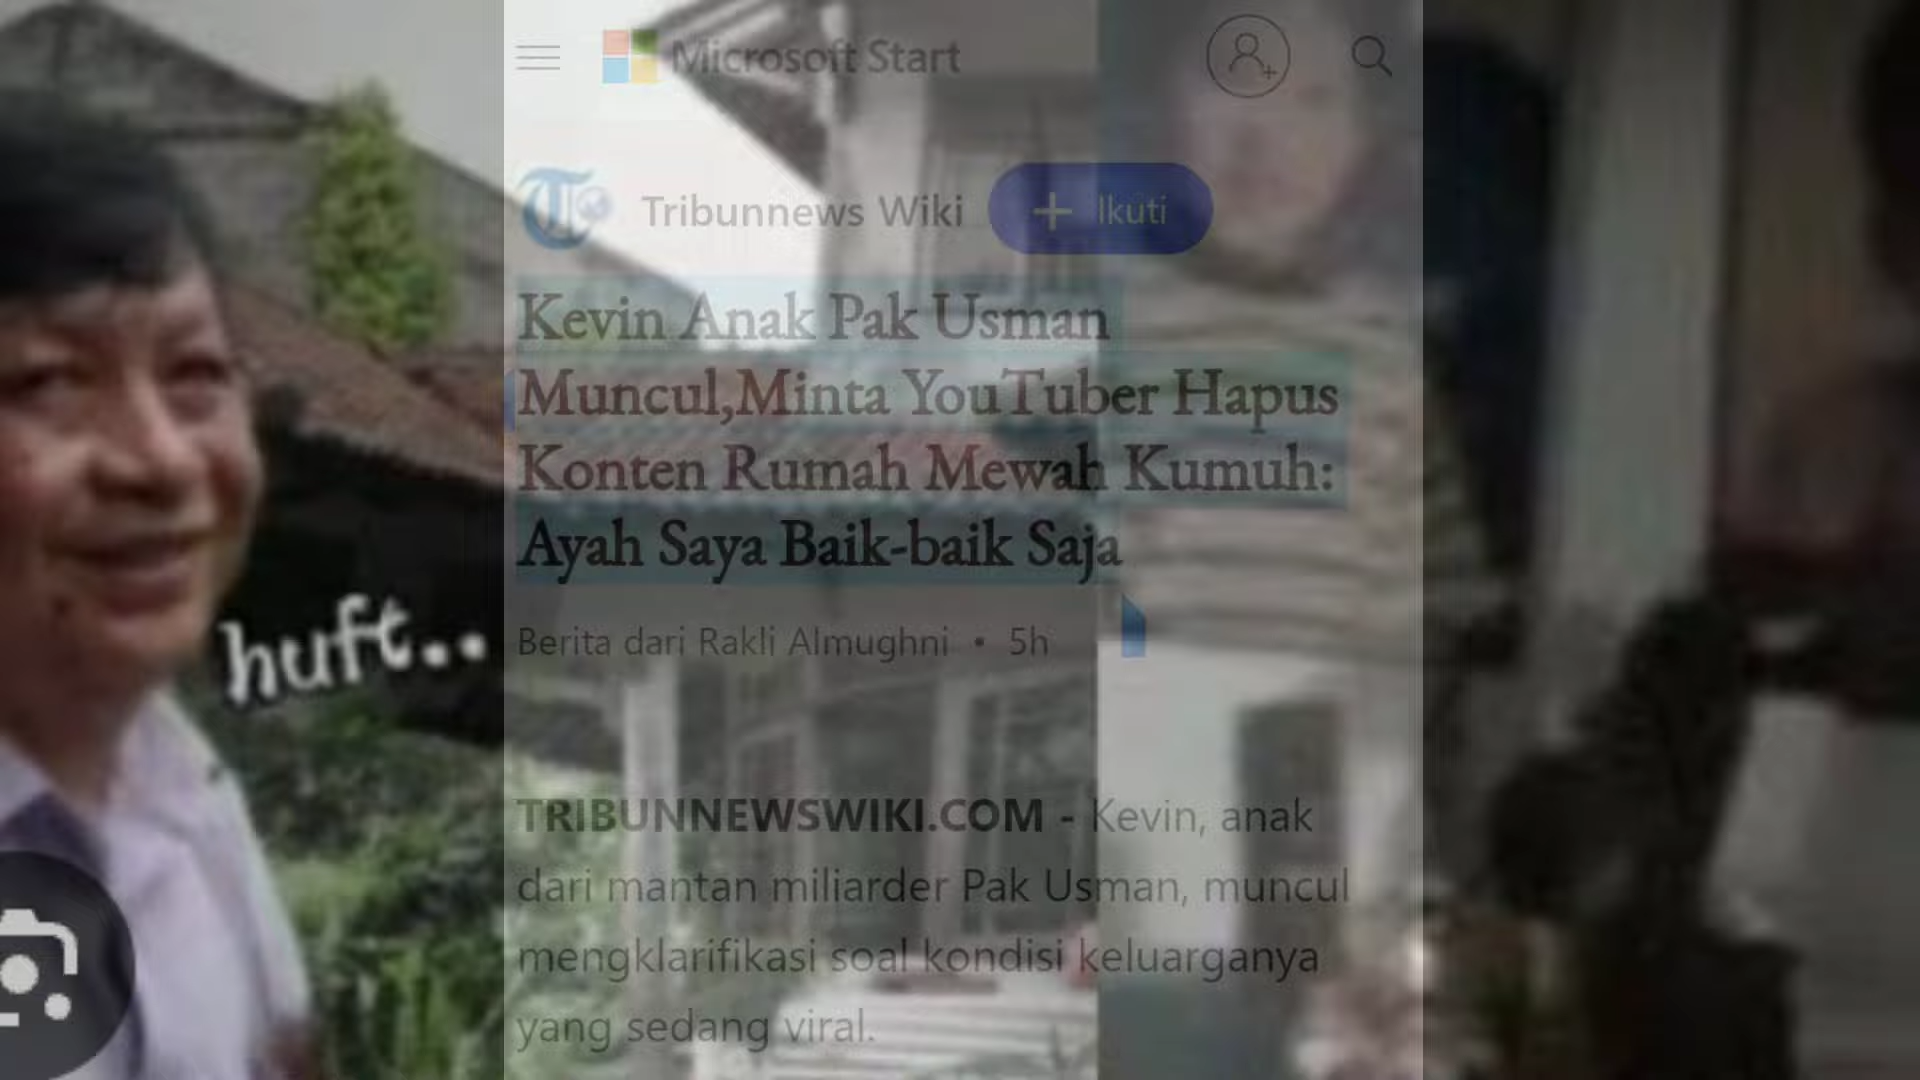 Microsoft Start
Tribunnews Wiki
+ Ikuti
Kevin Anak Pak Usman
Muncul,Minta YouTuber Hapus
Konten Rumah Mewah Kumuh:
Ayah Saya Baik-baik Saja
huft..
Berita dari Rakli Almughni • 5h
TRIBUNNEWSWIKI.COM - Kevin, anak
dari mantan miliarder Pak Usman, muncul
mengklarifikasi soal kondisi keluarganya
yang sedang viral.